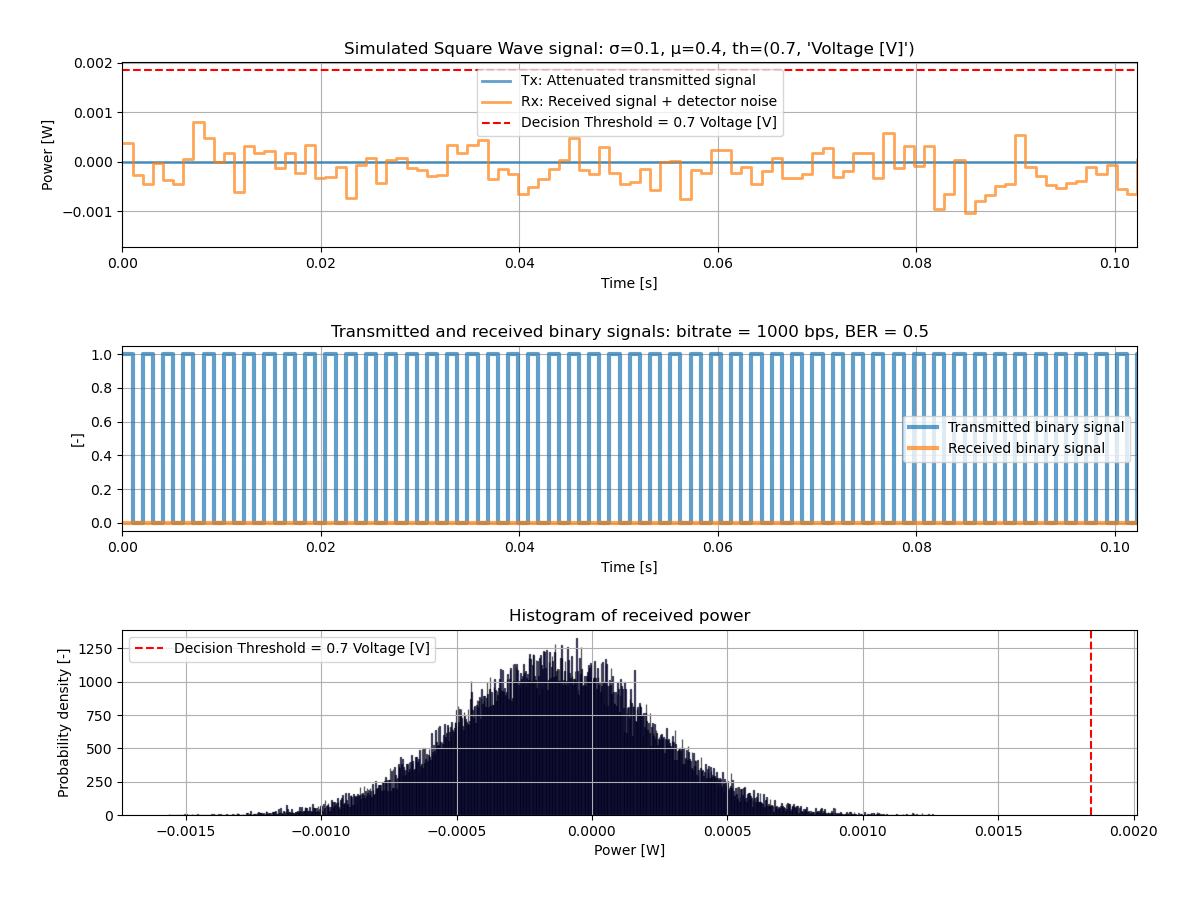 Simulated Square Wave signal: σ=0.1, μ=0.4, th=(0.7, 'Voltage [V]')
0.002
0.001
0.000
−0.001
Power [W]
Tx: Attenuated transmitted signal
Rx: Received signal + detector noise
Decision Threshold = 0.7 Voltage [V]
0.00 0.02 0.04 0.06 0.08 0.10
Time [s]
Transmitted and received binary signals: bitrate = 1000 bps, BER = 0.5
1.0
0.8
0.6
0.4
0.2
0.0
[-]
Transmitted binary signal
Received binary signal
0.00 0.02 0.04 0.06 0.08 0.10
Time [s]
Histogram of received power
1250
1000
750
500
250
0
Probability density [-]
Decision Threshold = 0.7 Voltage [V]
−0.0015 −0.0010 −0.0005 0.0000 0.0005 0.0010 0.0015 0.0020
Power [W]